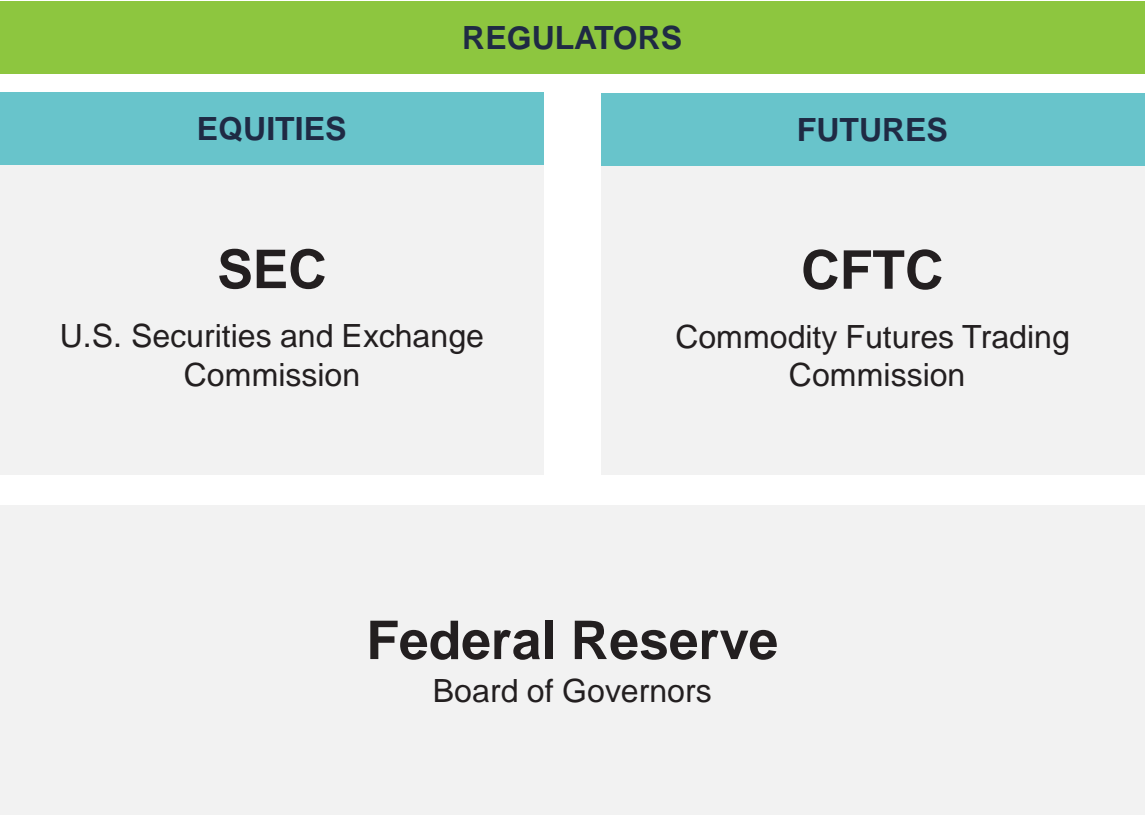 REGULATORS
EQUITIES
SEC
U.S. Securities and Exchange
Commission
FUTURES
CFTC
Commodity Futures Trading
Commission
Federal Reserve
Board of Governors